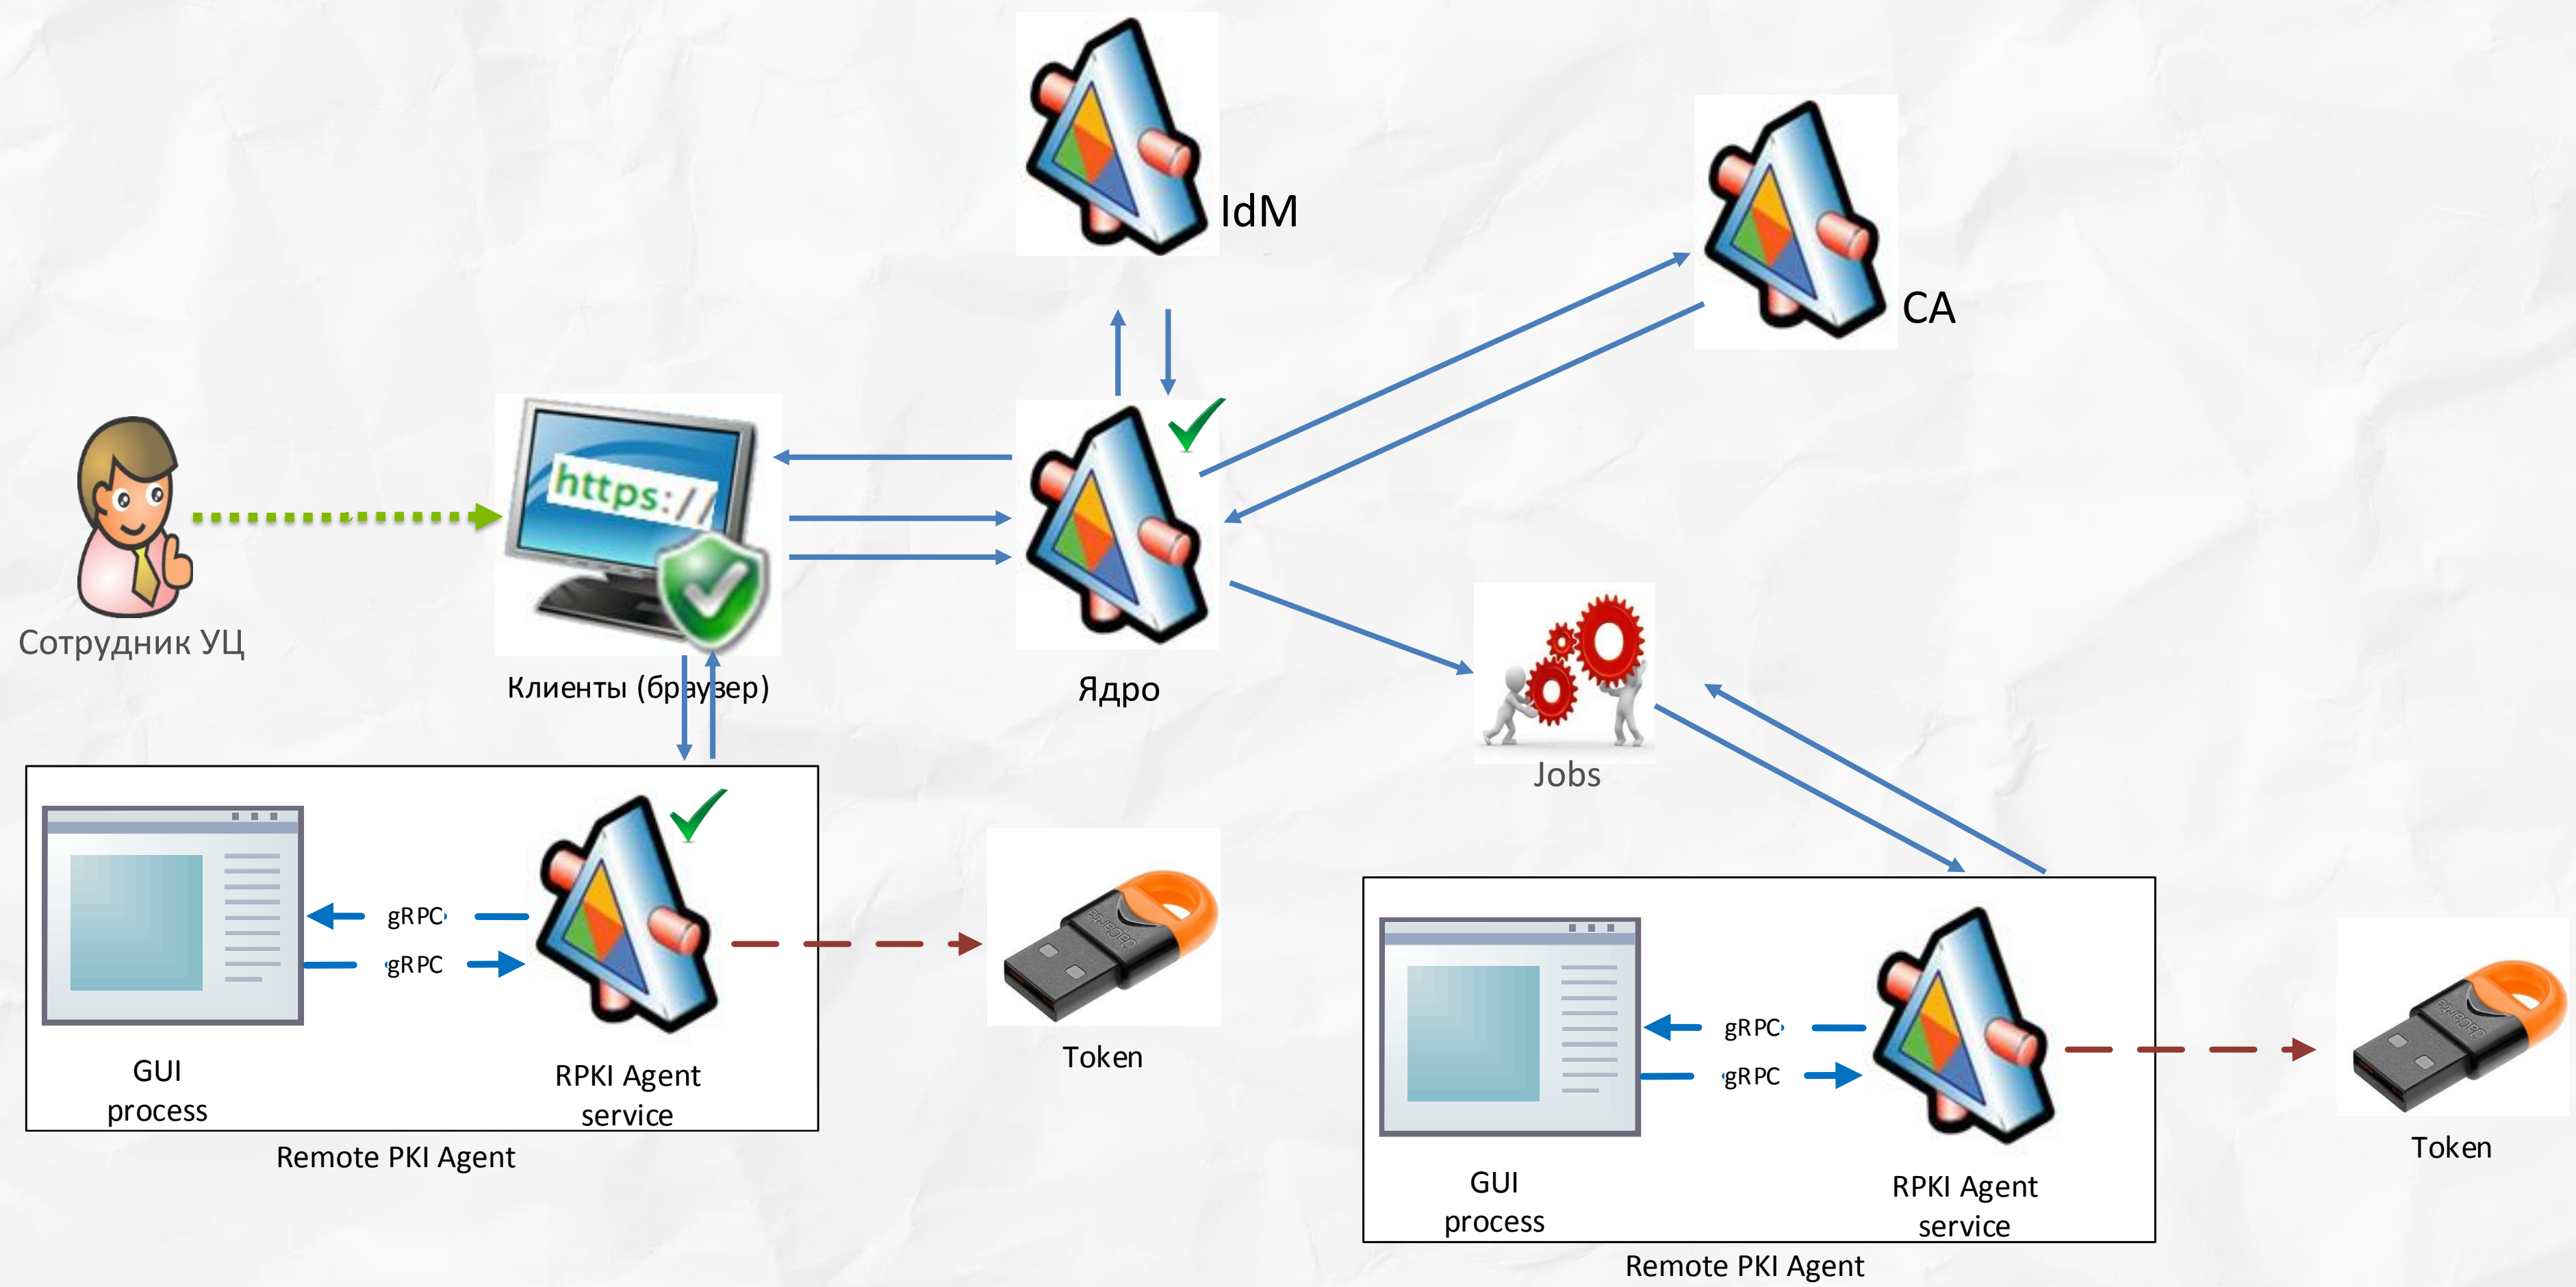 IdM
CA
https://
Сотрудник УЦ
Клиенты (браузер)
Ядро
Jobs
gRPC
gRPC
GUI
process
RPKI Agent
service
Remote PKI Agent
Token
gRPC
gRPC
GUI
process
RPKI Agent
service
Remote PKI Agent
Token